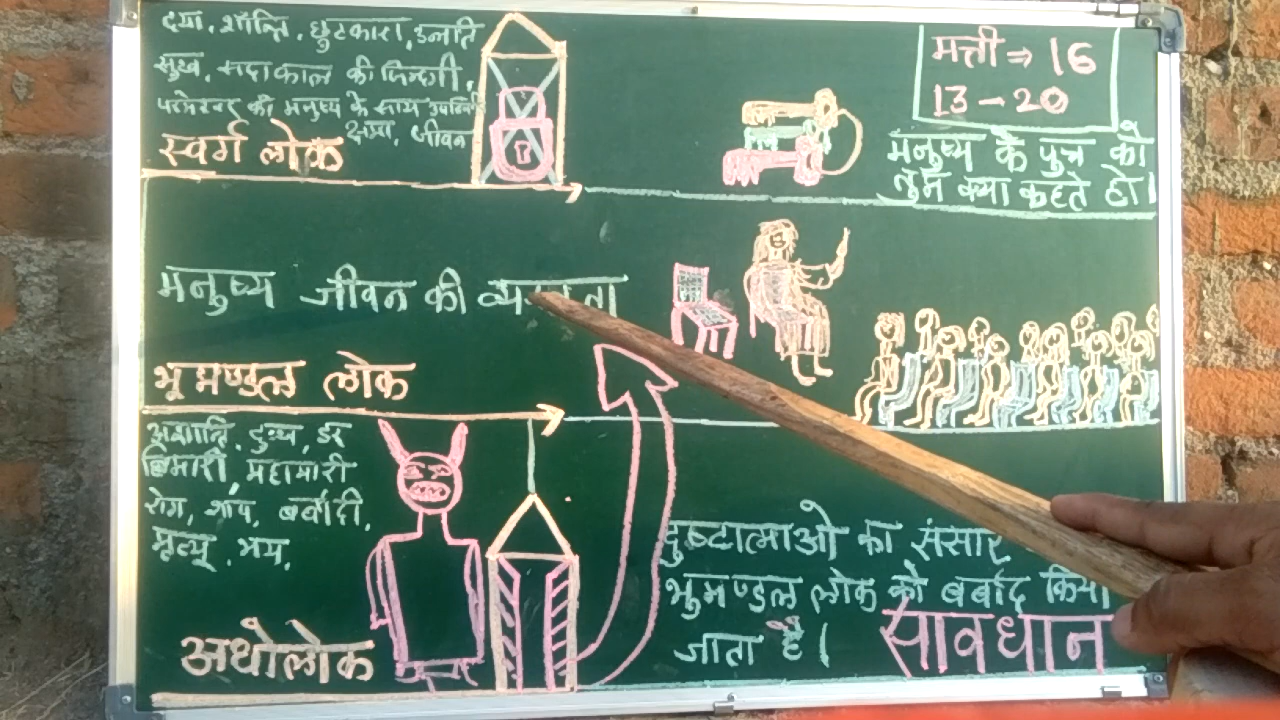 दया, शान्ति, छुटकारा, उन्नति
सुख, सदाकाल की जिन्दगी,
परमेश्वर की मनुष्य के साथ
क्षमा, जीवन
स्वर्ग लोक
मत्ती ⇒ 16
13 – 20
मनुष्य के पुत्र को
तुम क्या कहते हो।
मनुष्य जीवन की
भूमण्डल लोक
अशान्ति, दुःख, डर
बिमारी, महामारी
रोग, शाप, बर्बादी,
मृत्यू, भय,
अधोलोक
दुष्टात्माओ का संसार
भुमण्डल लोक को बर्बाद किया
जाता है।
सावधान